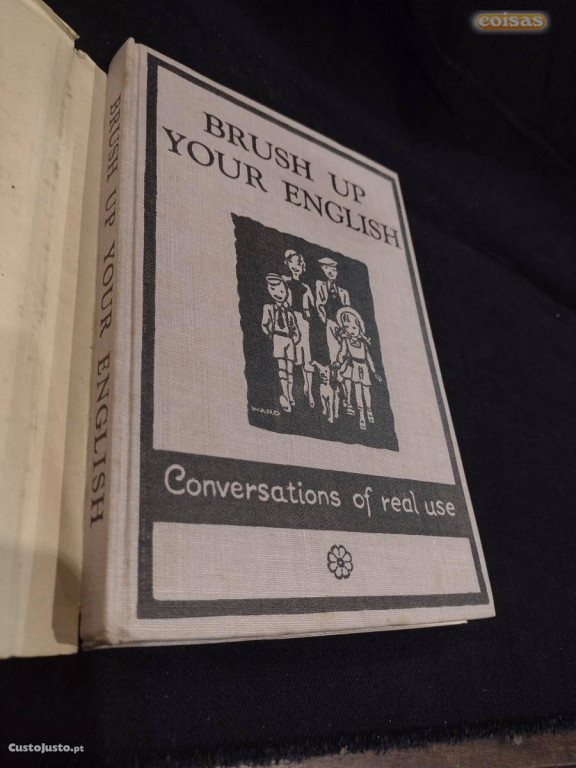 coisas
BRUSH UP
YOUR ENGLISH
BRUSH UP YOUR ENGLISH
WARD
Conversations of real use
CustoJusto.pt